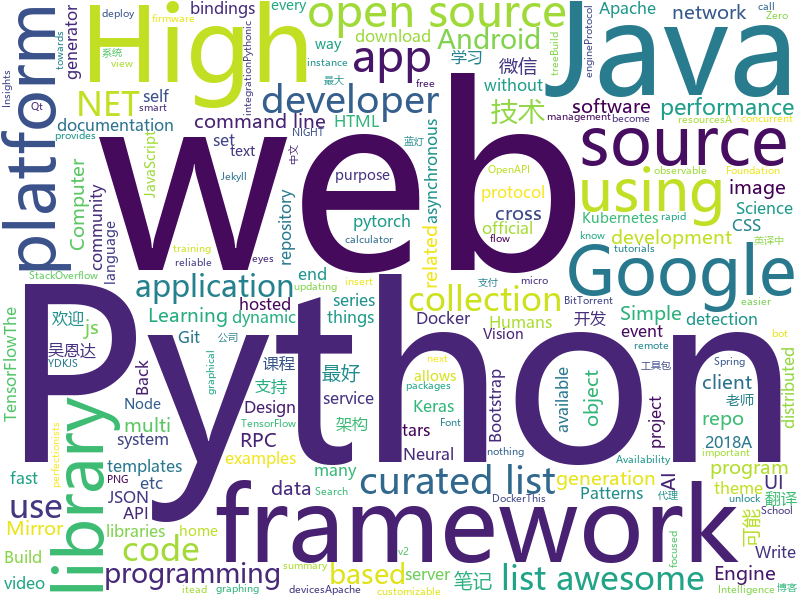 web
Python
High
Java
open source
source
using
platform
framework
library
Google
developer
app
NET
Android
application
collection
curated list
code
use
programming
based
list awesome
performance
技术
微信
software
image
development
network
bindings
Apache
every
download
way
学习
without
generator
towards
Insights
Qt
deploy
firmware
view
系统
instance
call
Zero
最大
free
smart
integrationPythonic
engineProtocol
treeBuild
self
documentation
command line
HTML
management
become
resourcesA
concurrent
set
text
NIGHT
中文
蓝灯
JavaScript
Jekyll
provides
purpose
asynchronous
OpenAPI
protocol
cross
official
Kubernetes
rapid
observable
Foundation
Science
CSS
Computer
community
language
repository
pytorch
calculator
related
flow
know
tutorials
英译中
training
reliable
eyes
StackOverflow
updating
end
hosted
series
things
dynamic
Learning
js
欢迎
TensorFlowThe
吴恩达
YDKJS
Git
graphical
公司
Docker
Humans
Vision
micro
Simple
event
detection
insert
支付
BitTorrent
easier
remote
开发
distributed
bot
工具包
Spring
Node
Back
课程
支持
最好
service
allows
client
Design
架构
Keras
Bootstrap
available
object
project
老师
next
packages
repo
2018A
multi
system
RPC
tars
Neural
TensorFlow
Font
nothing
Availability
important
Patterns
program
theme
fast
templates
etc
examples
many
generation
翻译
UI
可能
perfectionists
JSON
API
PNG
data
Search
DockerThis
代理
AI
School
unlock
Mirror
libraries
home
笔记
Engine
Build
video
server
v2
focused
Write
Intelligence
博客
summary
itead
graphing
devicesApache
customizable